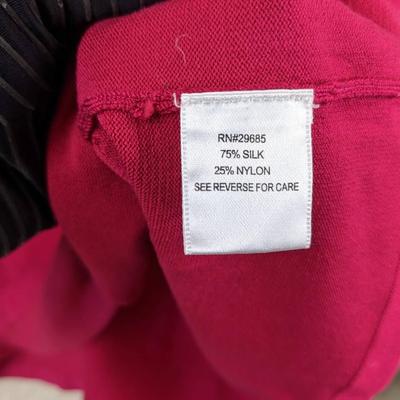 RN#29685
75% SILK
25% NYLON
SEE REVERSE FOR CARE